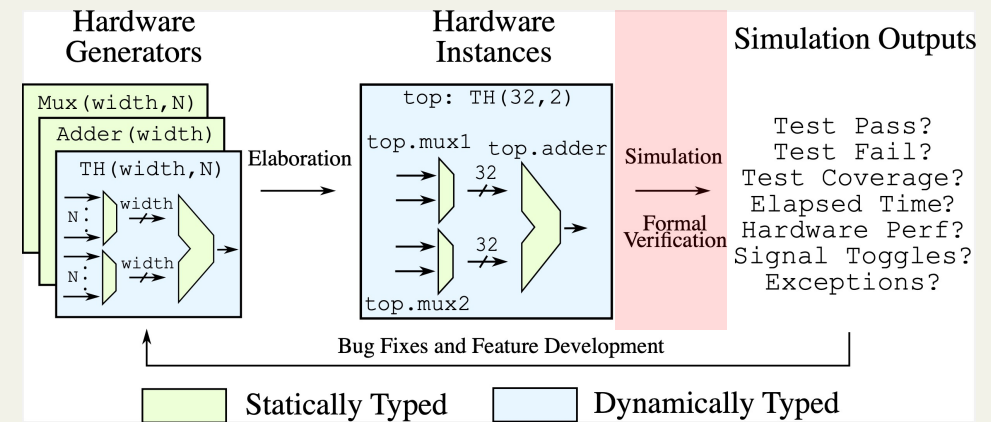 Hardware
Generators
Hardware
Instances
Simulation Outputs
Mux(width,N)
Adder(width)
TH(width,N)
N
width
N
width
Elaboration
top: TH(32,2)
top.mux1
top.adder
32
32
top.mux2
Simulation
Formal
Verification
Test Pass?
Test Fail?
Test Coverage?
Elapsed Time?
Hardware Perf?
Signal Toggles?
Exceptions?
Bug Fixes and Feature Development
Statically Typed
Dynamically Typed